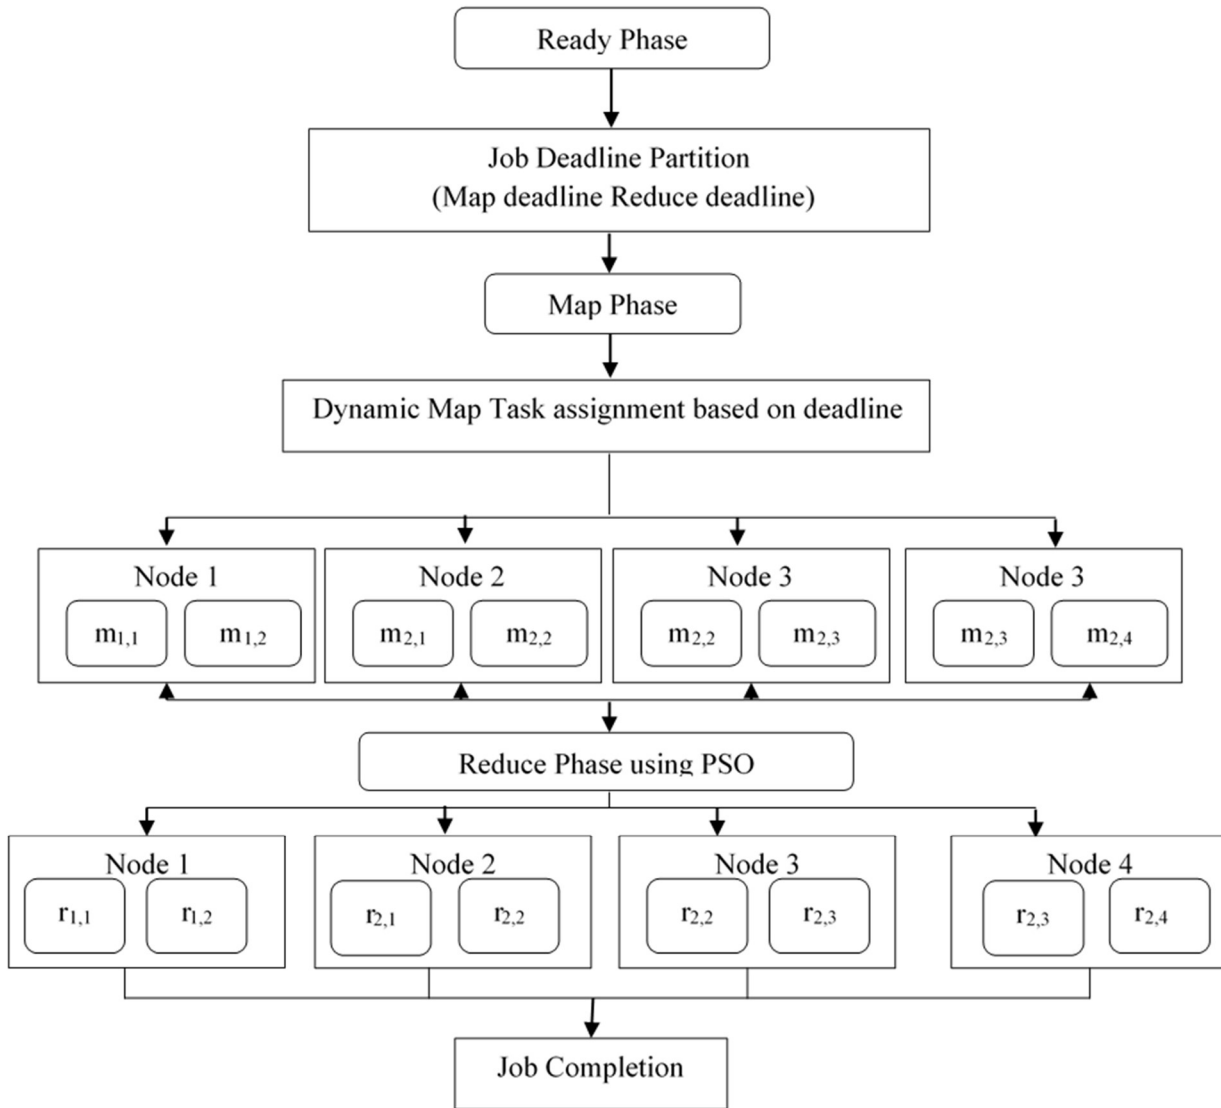 Ready Phase
Job Deadline Partition
(Map deadline Reduce deadline)
Map Phase
Dynamic Map Task assignment based on deadline
Node 1
m1,1 m1,2
Node 2
m2,1 m2,2
Node 3
m2,2 m2,3
Node 3
m2,3 m2,4
Reduce Phase using PSO
Node 1
r1,1 r1,2
Node 2
r2,1 r2,2
Node 3
r2,2 r2,3
Node 4
r2,3 r2,4
Job Completion